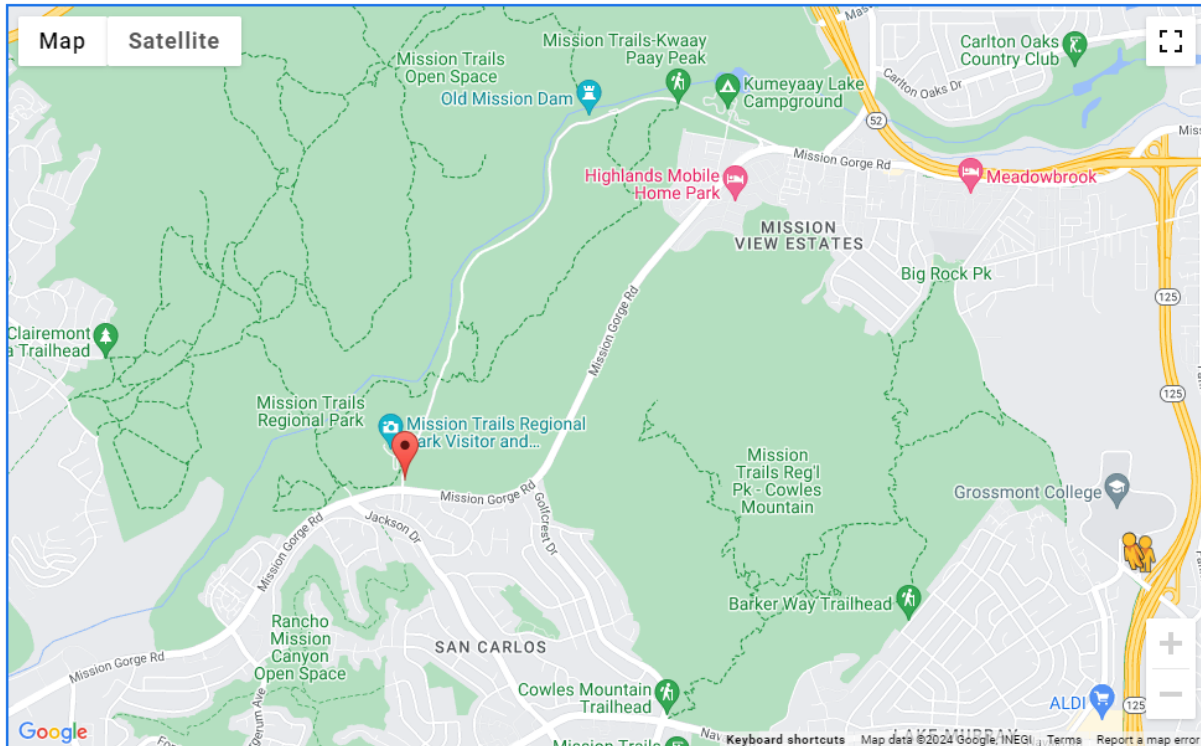 Map
Satellite
Mission Trails
Open Space
Mission Trails-Kwaay
Paay Peak
Carlton Oaks
Country Club
Carlton Oaks Dr
Old Mission Dam
Kumeyaay Lake
Campground
52
Mission Gorge Rd
Highlands Mobile
Home Park
Meadowbrook
MISSION
VIEW ESTATES
Big Rock Pk
125
Mission Gorge Rd
Clairemont
Trailhead
125
Mission Trails
Regional Park
Mission Trails Regional
Park Visitor and...
Mission
Trails Reg'l
Pk - Cowles
Mountain
Grossmont College
Mission Gorge Rd
Golfcrest Dr
Jackson Dr
Mission Gorge Rd
Barker Way Trailhead
Rancho
Mission
Canyon
Open Space
SAN CARLOS
Mission Gorge Rd
Cowles Mountain
Trailhead
ALDI
125
Google
Mission Trails
LAKE MURRAY
Keyboard shortcuts
Map data ©2024 Google, INEGI
Terms
Report a map error